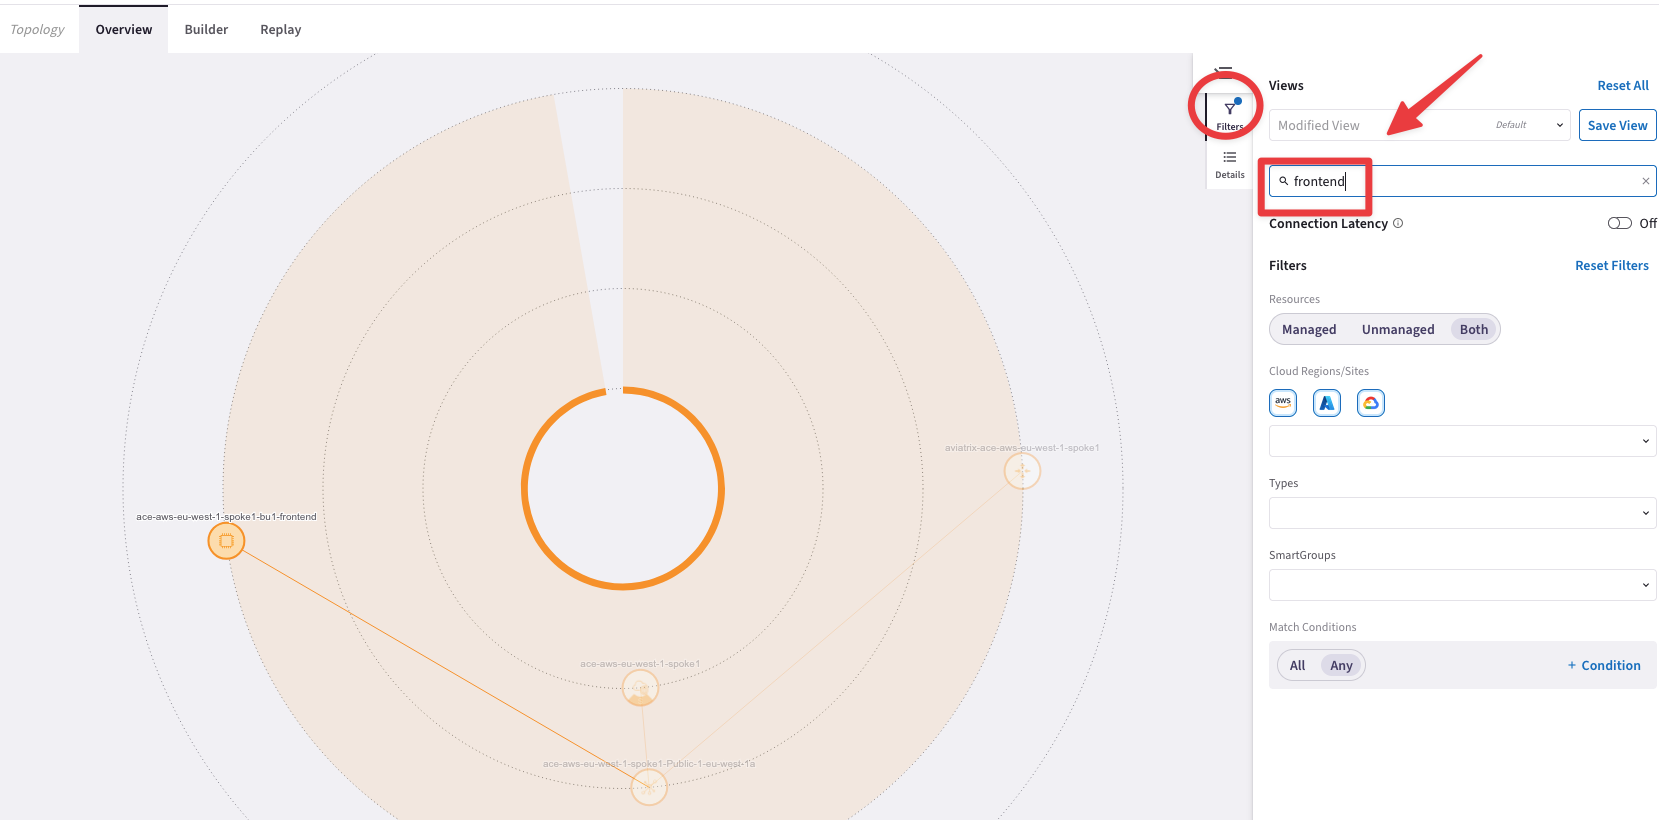 Topology Overview Builder Replay
Views Reset All
Filters
Modified View Default Save View
Details
frontend
Connection Latency Off
Filters Reset Filters
Resources
Managed Unmanaged Both
Cloud Regions/Sites
aws
aviatrix-ace-aws-eu-west-1-spoke1
Types
ace-aws-eu-west-1-spoke1-bu1-frontend
SmartGroups
Match Conditions
All Any + Condition
ace-aws-eu-west-1-spoke1
ace-aws-eu-west-1-spoke1-Public-1-eu-west-1a